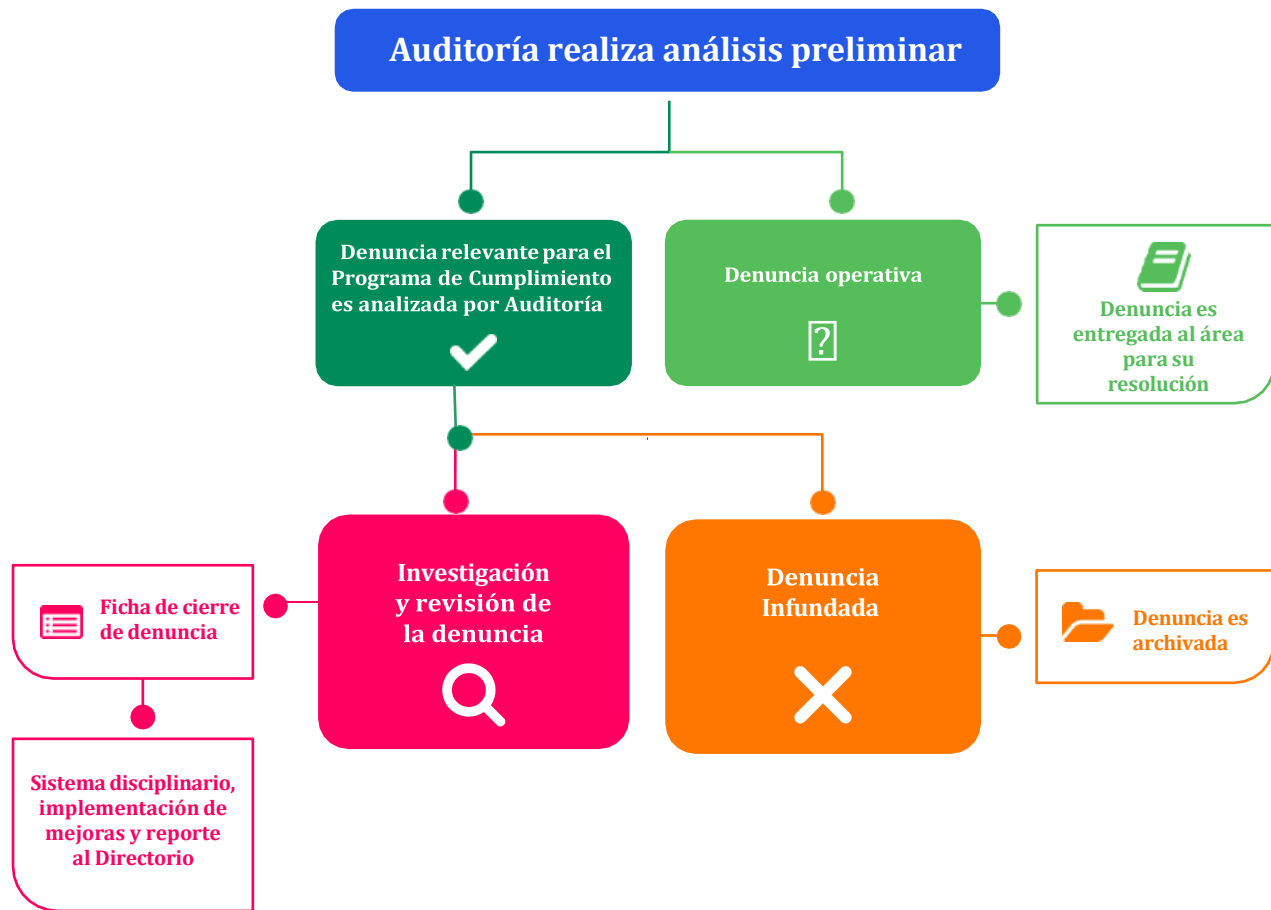 Auditoría realiza análisis preliminar
Denuncia relevante para el
Programa de Cumplimiento
es analizada por Auditoría
Denuncia operativa
Denuncia es
entregada al área
para su
resolución
Investigación
y revisión de
la denuncia
Denuncia
Infundada
Ficha de cierre
de denuncia
Denuncia es
archivada
Sistema disciplinario,
implementación de
mejoras y reporte
al Directorio